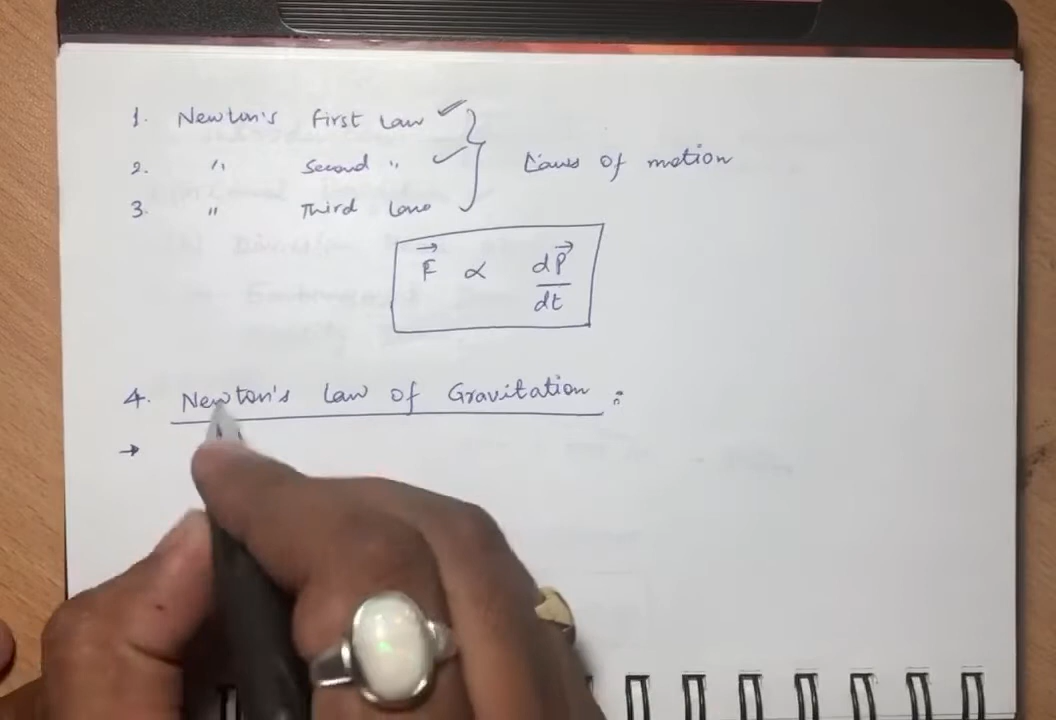 1. Newton's First Law ✓
2. " Second " ✓ } Laws of motion
3. " Third Law
F⃗ ∝ dP⃗/dt
4. Newton's Law of Gravitation :
→